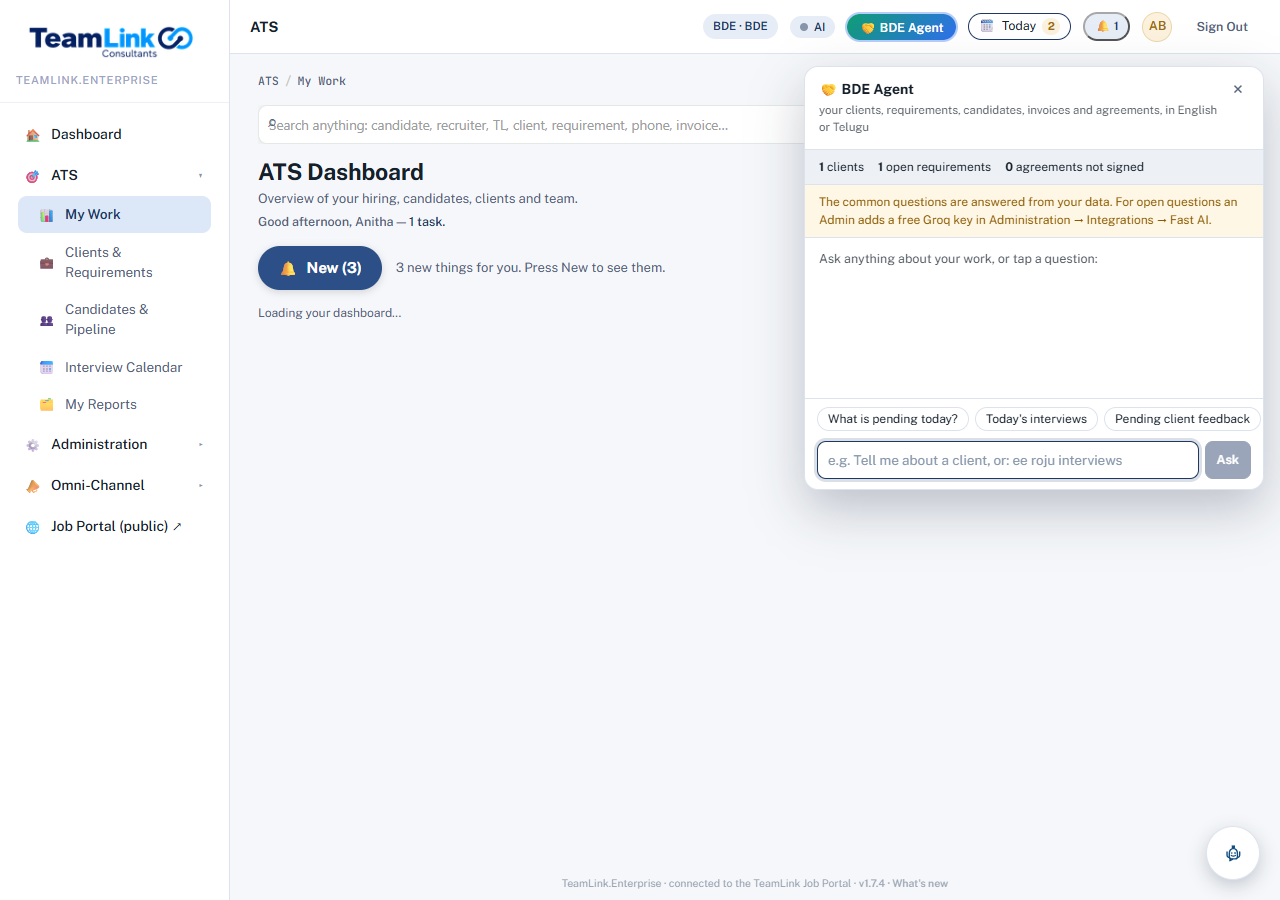 TeamLink
Consultants
TEAMLINK.ENTERPRISE
Dashboard
ATS
My Work
Clients &
Requirements
Candidates &
Pipeline
Interview Calendar
My Reports
Administration
Omni-Channel
Job Portal (public) ↗
ATS
BDE · BDE
AI
BDE Agent
Today 2
1
AB
Sign Out
ATS / My Work
Search anything: candidate, recruiter, TL, client, requirement, phone, invoice...
ATS Dashboard
Overview of your hiring, candidates, clients and team.
Good afternoon, Anitha — 1 task.
New (3)
3 new things for you. Press New to see them.
Loading your dashboard...
BDE Agent
×
your clients, requirements, candidates, invoices and agreements, in English
or Telugu
1 clients 1 open requirements 0 agreements not signed
The common questions are answered from your data. For open questions an
Admin adds a free Groq key in Administration → Integrations → Fast AI.
Ask anything about your work, or tap a question:
What is pending today?
Today's interviews
Pending client feedback
e.g. Tell me about a client, or: ee roju interviews
Ask
TeamLink.Enterprise · connected to the TeamLink Job Portal · v1.7.4 · What's new